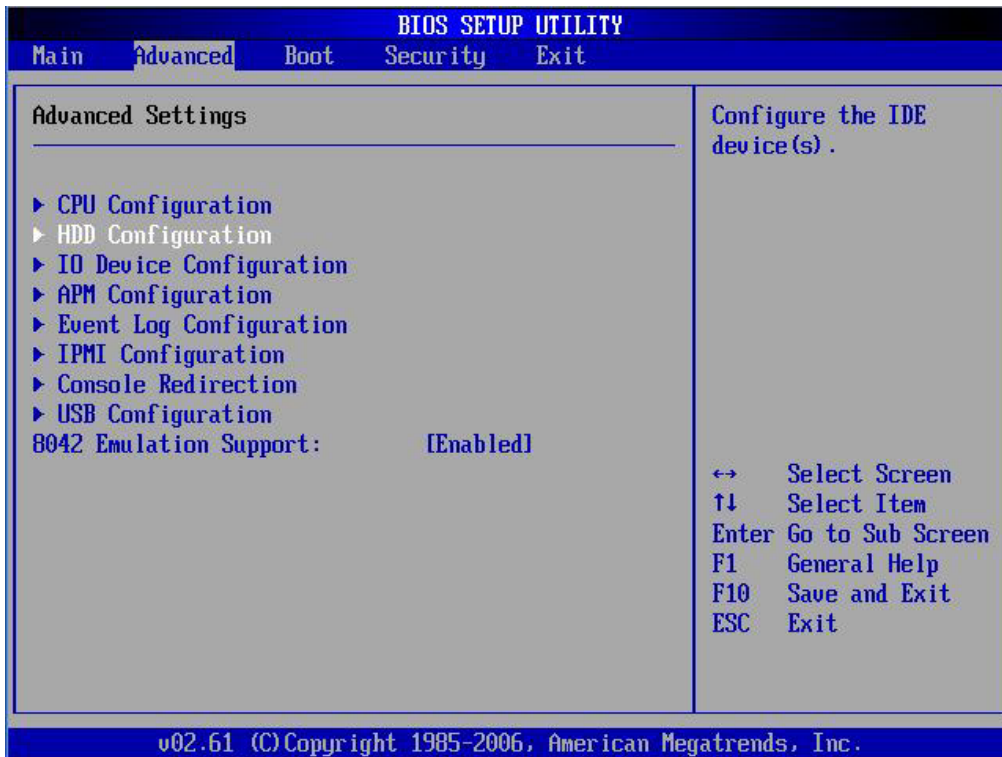 BIOS SETUP UTILITY
Main Advanced Boot Security Exit
Advanced Settings
▶ CPU Configuration
▶ HDD Configuration
▶ IO Device Configuration
▶ APM Configuration
▶ Event Log Configuration
▶ IPMI Configuration
▶ Console Redirection
▶ USB Configuration
8042 Emulation Support: [Enabled]
Configure the IDE
device(s).
←→ Select Screen
↑↓ Select Item
Enter Go to Sub Screen
F1 General Help
F10 Save and Exit
ESC Exit
v02.61 (C)Copyright 1985-2006, American Megatrends, Inc.